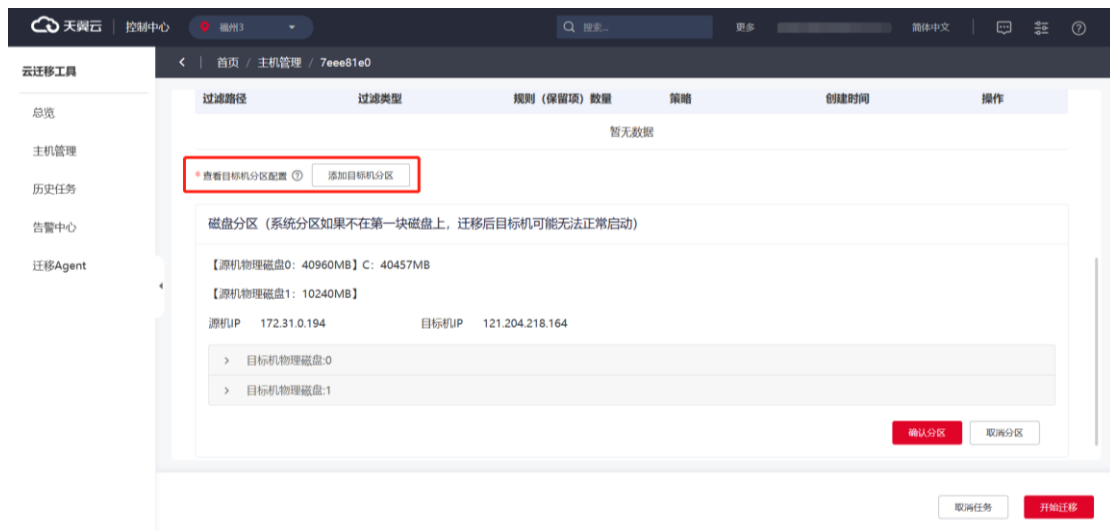 天翼云 控制中心 福州3 搜索... 更多 简体中文
云迁移工具
首页 / 主机管理 / 7eee81e0
总览
主机管理
历史任务
告警中心
迁移Agent
过滤路径 过滤类型 规则（保留项）数量 策略 创建时间 操作
暂无数据
* 查看目标机分区配置 添加目标机分区
磁盘分区（系统分区如果不在第一块磁盘上，迁移后目标机可能无法正常启动）
【源机物理磁盘0：40960MB】C：40457MB
【源机物理磁盘1：10240MB】
源机IP 172.31.0.194 目标机IP 121.204.218.164
目标机物理磁盘:0
目标机物理磁盘:1
确认分区 取消分区
取消任务 开始迁移